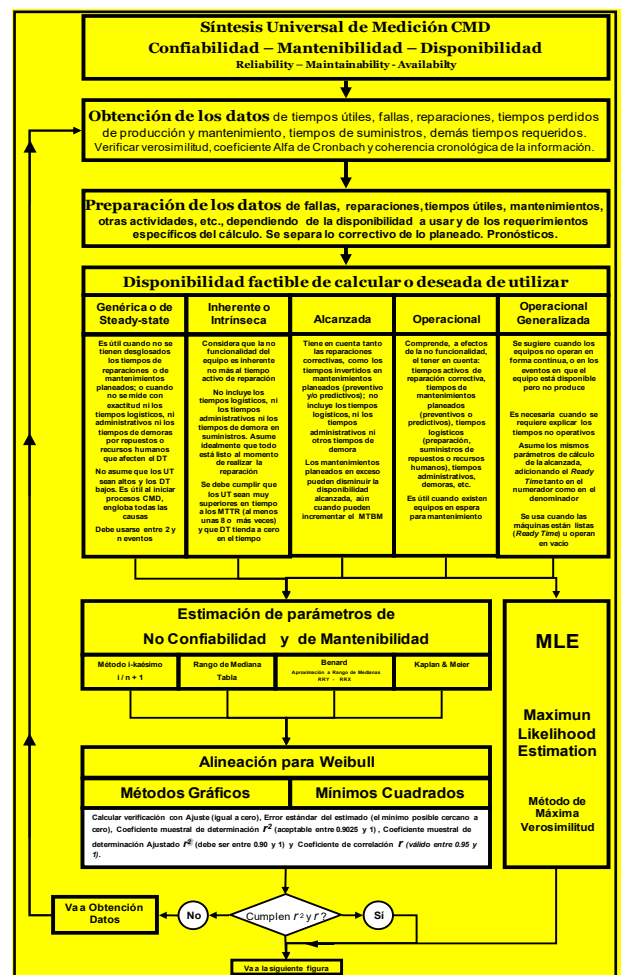 Síntesis Universal de Medición CMD
Confiabilidad – Mantenibilidad – Disponibilidad
Reliability – Maintainability - Availabilty
Obtención de los datos de tiempos útiles, fallas, reparaciones, tiempos perdidos
de producción y mantenimiento, tiempos de suministros, demás tiempos requeridos.
Verificar verosimilitud, coeficiente Alfa de Cronbach y coherencia cronológica de la información.
Preparación de los datos de fallas, reparaciones, tiempos útiles, mantenimientos,
otras actividades, etc., dependiendo de la disponibilidad a usar y de los requerimientos
específicos del cálculo. Se separa lo correctivo de lo planeado. Pronósticos.
Disponibilidad factible de calcular o deseada de utilizar
Genérica o de
Steady-state
Es útil cuando no se
tienen desglosados
los tiempos de
reparaciones o de
mantenimientos
planeados; o cuando
no se mide con
exactitud ni los
tiempos logísticos, ni
administrativos ni los
tiempos de demoras
por repuestos o
recursos humanos
que afecten el DT
No asume que los UT
sean altos y los DT
bajos. Es útil al iniciar
procesos CMD,
engloba todas las
causas
Debe usarse entre 2 y
n eventos
Inherente o
Intrínseca
Considera que la no
funcionalidad del
equipo es inherente
no más al tiempo
activo de reparación
No incluye los
tiempos logísticos, ni
los tiempos
administrativos ni los
tiempos de demora en
suministros. Asume
idealmente que todo
está listo al momento
de realizar la
reparación
Se debe cumplir que
los UT sean muy
superiores en tiempo
a los MTTR (al menos
unas 8 o más veces)
y que DT tienda a cero
en el tiempo
Alcanzada
Tiene en cuenta tanto
las reparaciones
correctivas, como los
tiempos invertidos en
mantenimientos
planeados (preventivo
y/o predictivos); no
incluye los tiempos
logísticos, ni los
tiempos
administrativos ni
otros tiempos de
demora
Los mantenimientos
planeados en exceso
pueden disminuir la
disponibilidad
alcanzada, aún
cuando pueden
incrementar el MTBM
Operacional
Comprende, a efectos
de la no funcionalidad,
el tener en cuenta:
tiempos activos de
reparación correctiva,
tiempos de
mantenimientos
planeados
(preventivos o
predictivos), tiempos
logísticos
(preparación,
suministros de
repuestos o recursos
humanos), tiempos
administrativos,
demoras, etc.
Es útil cuando existen
equipos en espera
para mantenimiento
Operacional
Generalizada
Se sugiere cuando los
equipos no operan en
forma continua, o en los
eventos en que el
equipo está disponible
pero no produce
Es necesaria cuando se
requiere explicar los
tiempos no operativos
Asume los mismos
parámetros de cálculo
de la alcanzada,
adicionando el Ready
Time tanto en el
numerador como en el
denominador
Se usa cuando las
máquinas están listas
(Ready Time) u operan
en vacío
Estimación de parámetros de
No Confiabilidad y de Mantenibilidad
Método i-kaésimo
i / n + 1
Rango de Mediana
Tabla
Benard
Aproximación a Rango de Medianas
RRY - RRX
Kaplan & Meier
MLE
Maximun
Likelihood
Estimation
Método de
Máxima
Verosimilitud
Alineación para Weibull
Métodos Gráficos
Mínimos Cuadrados
Calcular verificación con Ajuste (igual a cero), Error estándar del estimado (el mínimo posible cercano a
cero), Coeficiente muestral de determinación r² (aceptable entre 0.9025 y 1) , Coeficiente muestral de
determinación Ajustado r² (debe ser entre 0.90 y 1) y Coeficiente de correlación r (válido entre 0.95 y
1).
Va a Obtención
Datos
No
Cumplen r² y r ?
Sí
Va a la siguiente figura